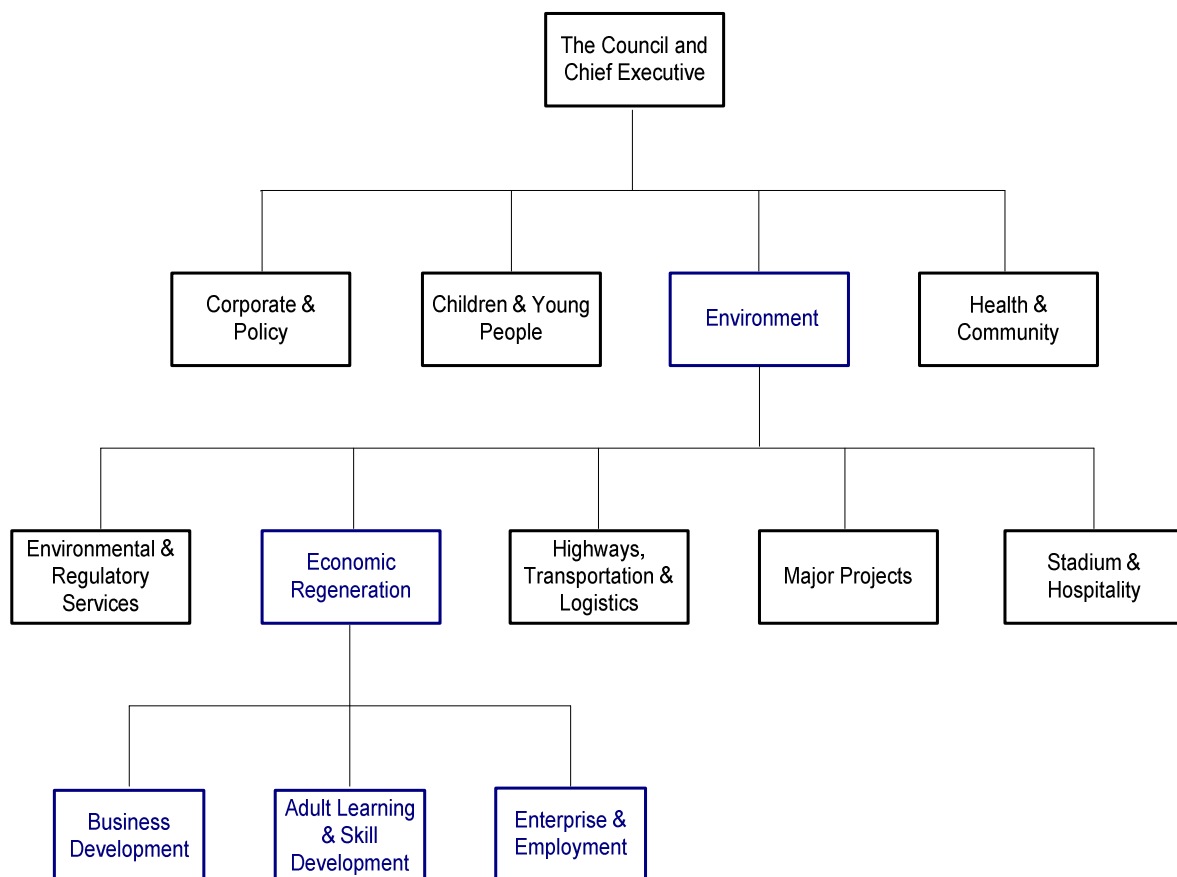 The Council and
Chief Executive
Corporate &
Policy
Children & Young
People
Environment
Health &
Community
Environmental &
Regulatory
Services
Economic
Regeneration
Highways,
Transportation &
Logistics
Major Projects
Stadium &
Hospitality
Business
Development
Adult Learning
& Skill
Development
Enterprise &
Employment